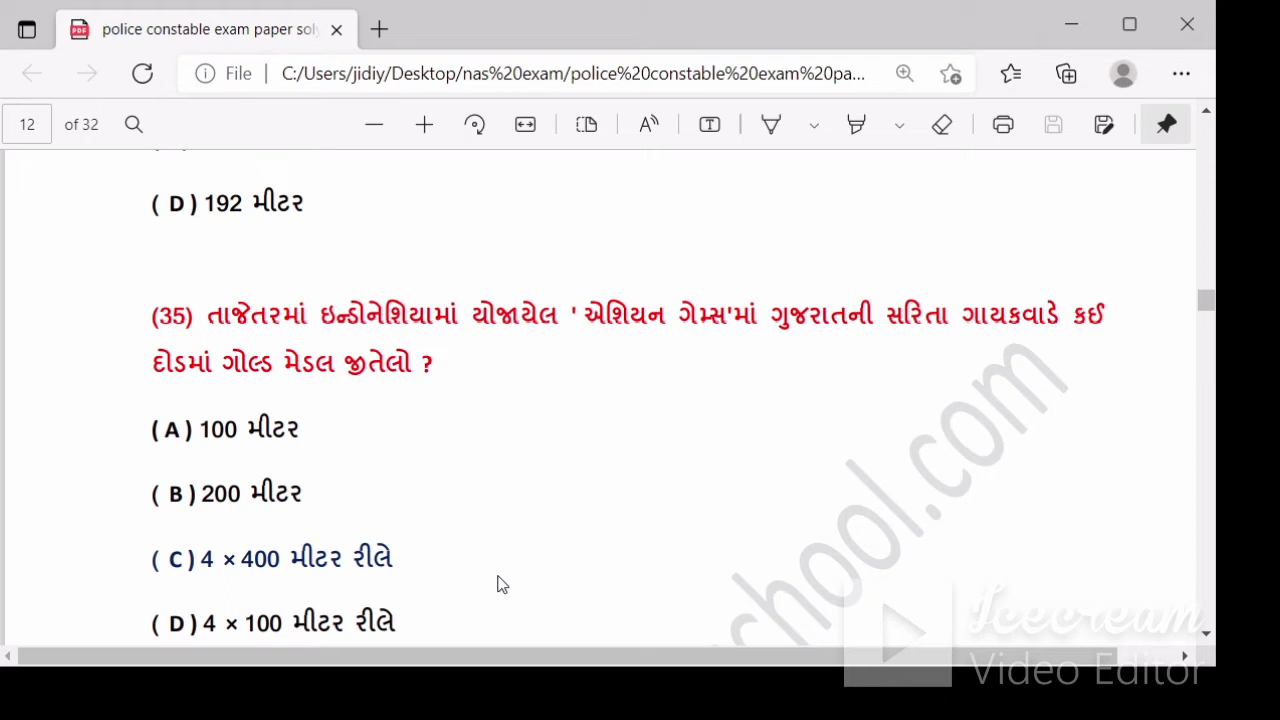 police constable exam paper sol
File
C:/Users/jidiy/Desktop/nas%20exam/police%20constable%20exam%20pa...
12 of 32
( D ) 192 મીટર
(35) તાજેતરમાં ઇન્ડોનેશિયામાં યોજાયેલ ' એશિયન ગેમ્સ'માં ગુજરાતની સરિતા ગાયકવાડે કઈ
દોડમાં ગોલ્ડ મેડલ જીતેલો ?
( A ) 100 મીટર
( B ) 200 મીટર
( C ) 4 × 400 મીટર રીલે
( D ) 4 × 100 મીટર રીલે
chool.com
Icecream
Video Editor